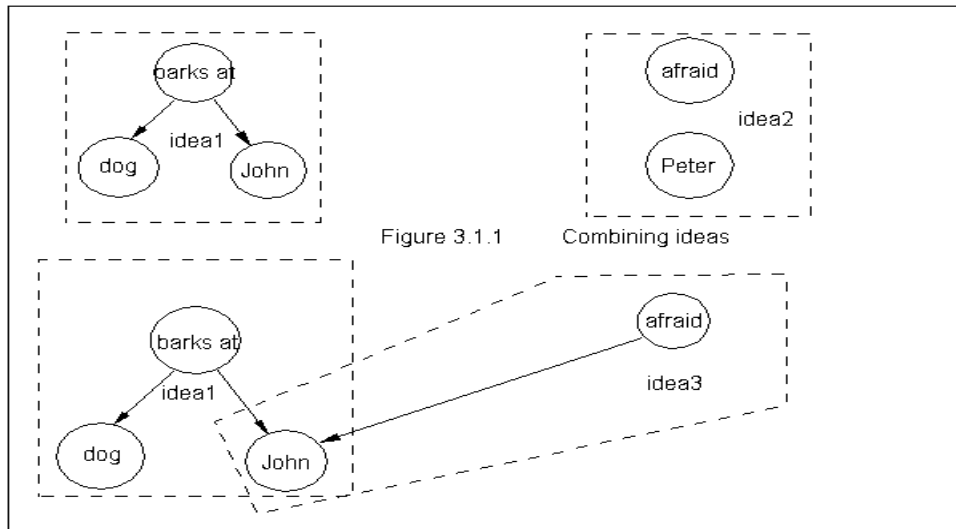 barks at
afraid
idea1
idea2
dog
John
Peter
Figure 3.1.1 Combining ideas
barks at
afraid
idea1
idea3
dog
John